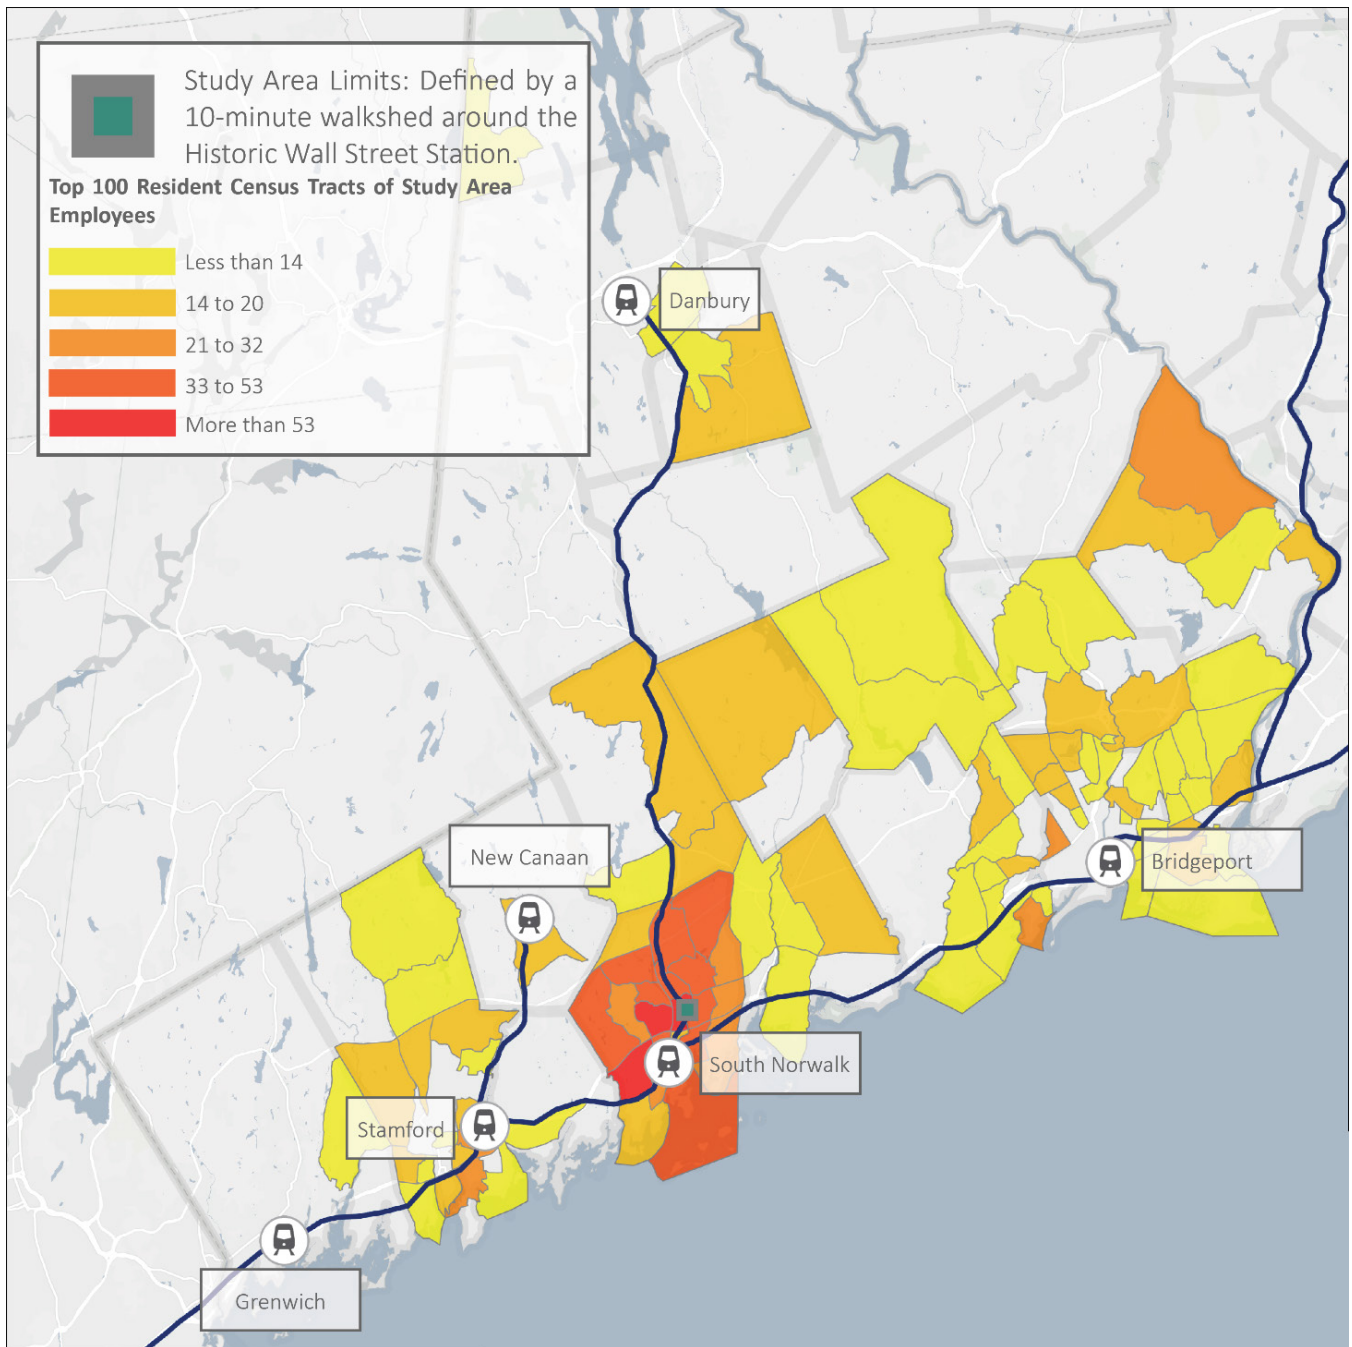 Study Area Limits: Defined by a
10-minute walkshed around the
Historic Wall Street Station.
Top 100 Resident Census Tracts of Study Area
Employees
Less than 14
14 to 20
21 to 32
33 to 53
More than 53
Danbury
New Canaan
Bridgeport
South Norwalk
Stamford
Grenwich